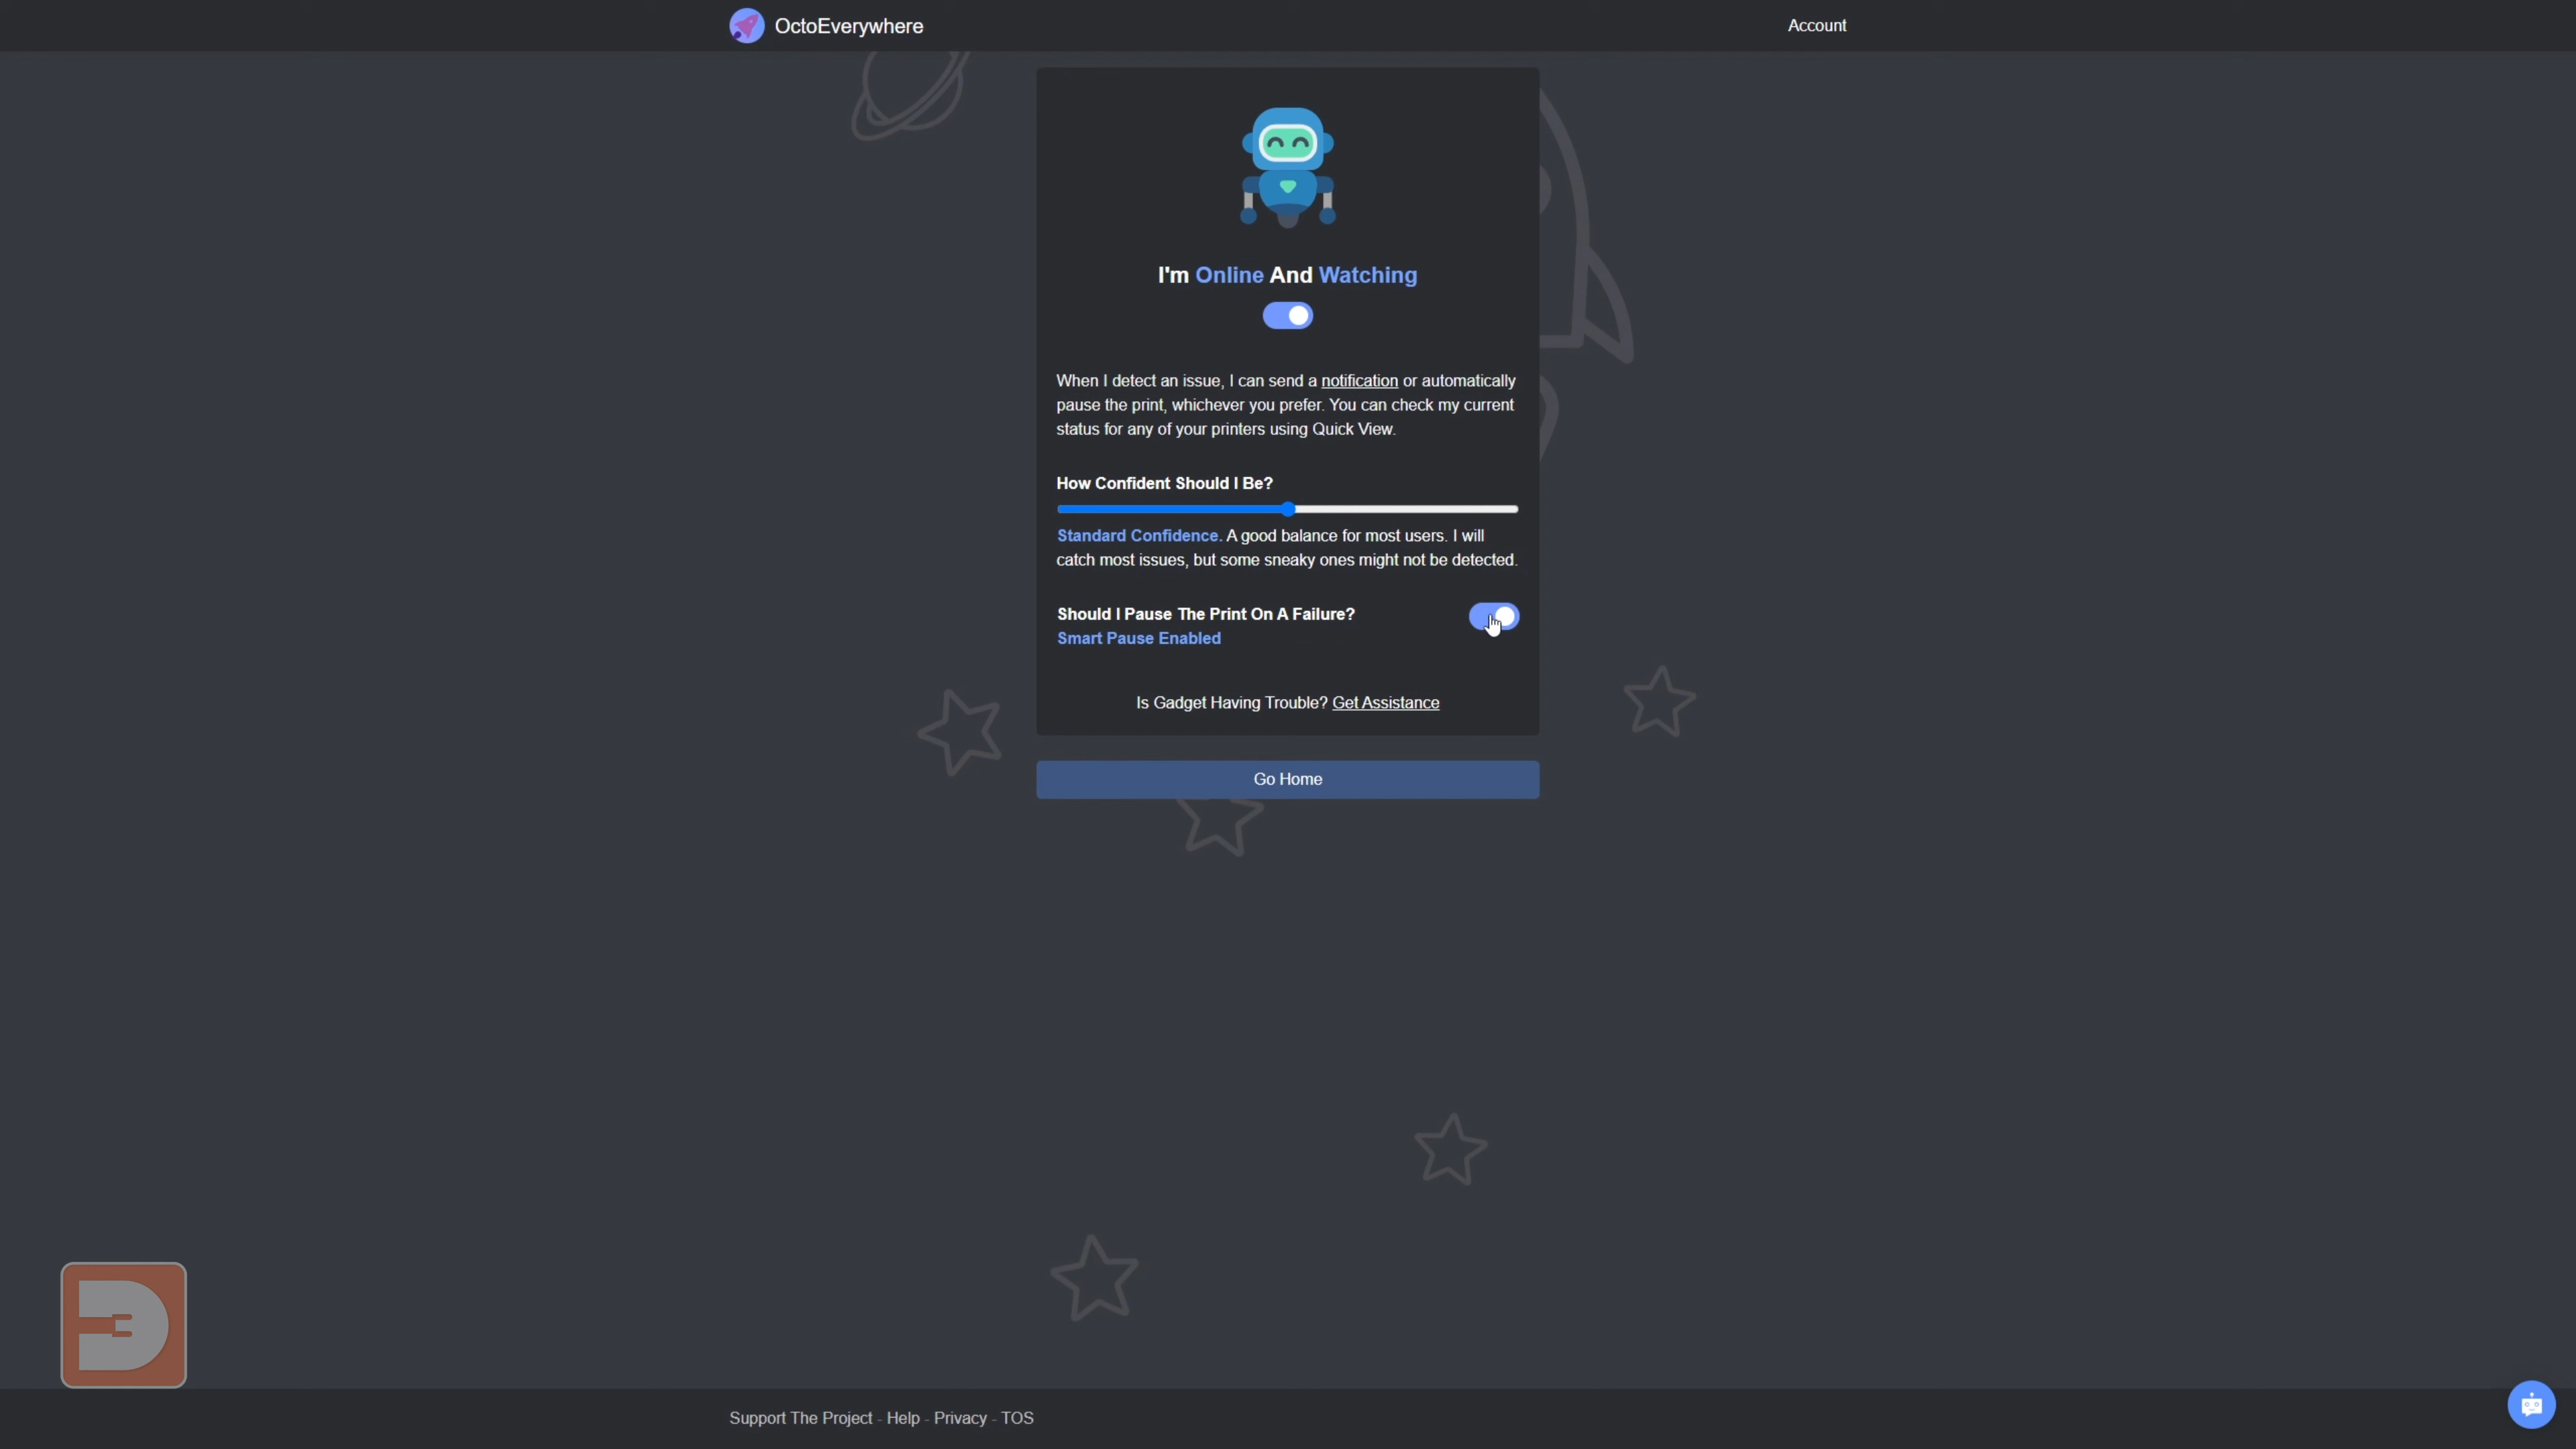 OctoEverywhere
Account
I'm Online And Watching
When I detect an issue, I can send a notification or automatically
pause the print, whichever you prefer. You can check my current
status for any of your printers using Quick View.
How Confident Should I Be?
Standard Confidence. A good balance for most users. I will
catch most issues, but some sneaky ones might not be detected.
Should I Pause The Print On A Failure?
Smart Pause Enabled
Is Gadget Having Trouble? Get Assistance
Go Home
Support The Project - Help - Privacy - TOS